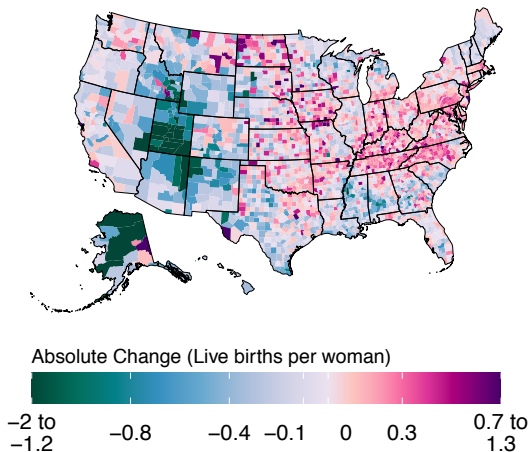 Absolute Change (Live births per woman)
−2 to −1.2 −0.8 −0.4 −0.1 0 0.3 0.7 to 1.3